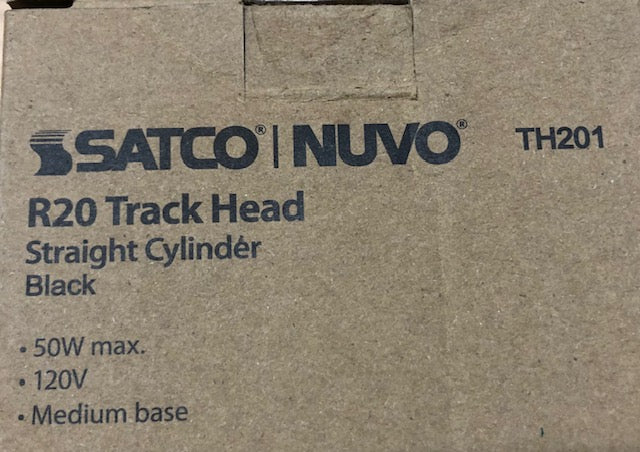 SATCO® | NUVO® TH201
R20 Track Head
Straight Cylinder
Black
• 50W max.
• 120V
• Medium base